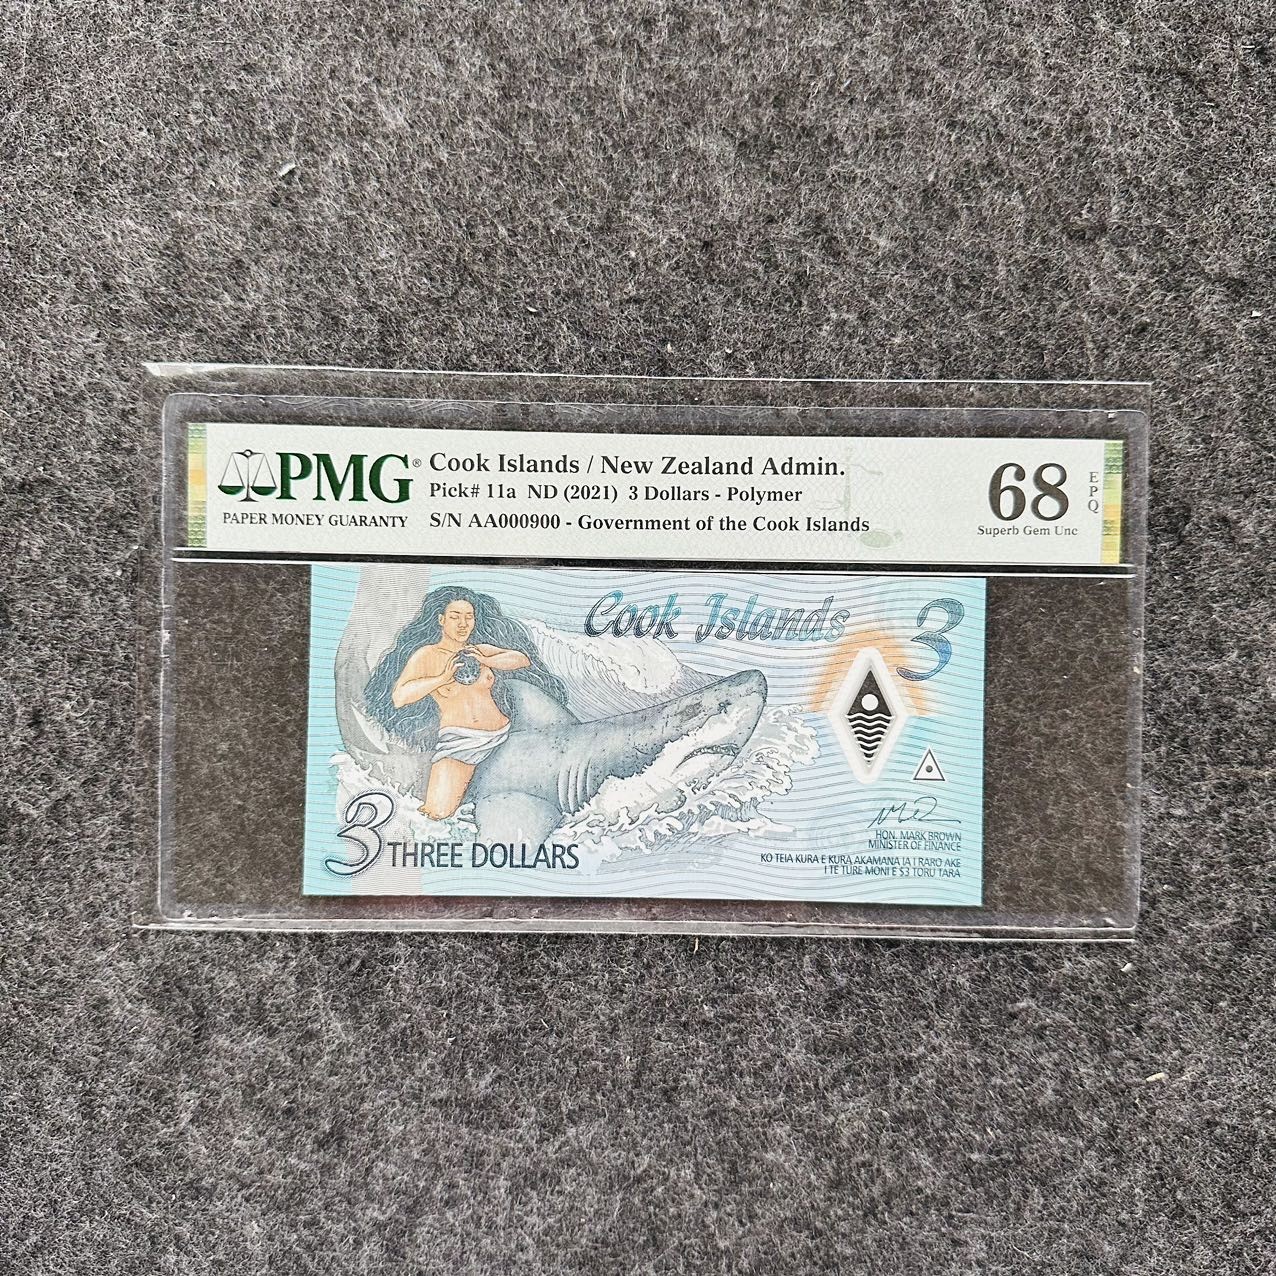 PMG®
PAPER MONEY GUARANTY
Cook Islands / New Zealand Admin.
Pick# 11a ND (2021) 3 Dollars - Polymer
S/N AA000900 - Government of the Cook Islands
68
Superb Gem Unc
EPQ
Cook Islands
3
HON. MARK BROWN
MINISTER OF FINANCE
3 THREE DOLLARS
KO TEIA KURA E KURA AKAMANA IA I RARO AKE
I TE TURE MONI E $3 TORU TARA